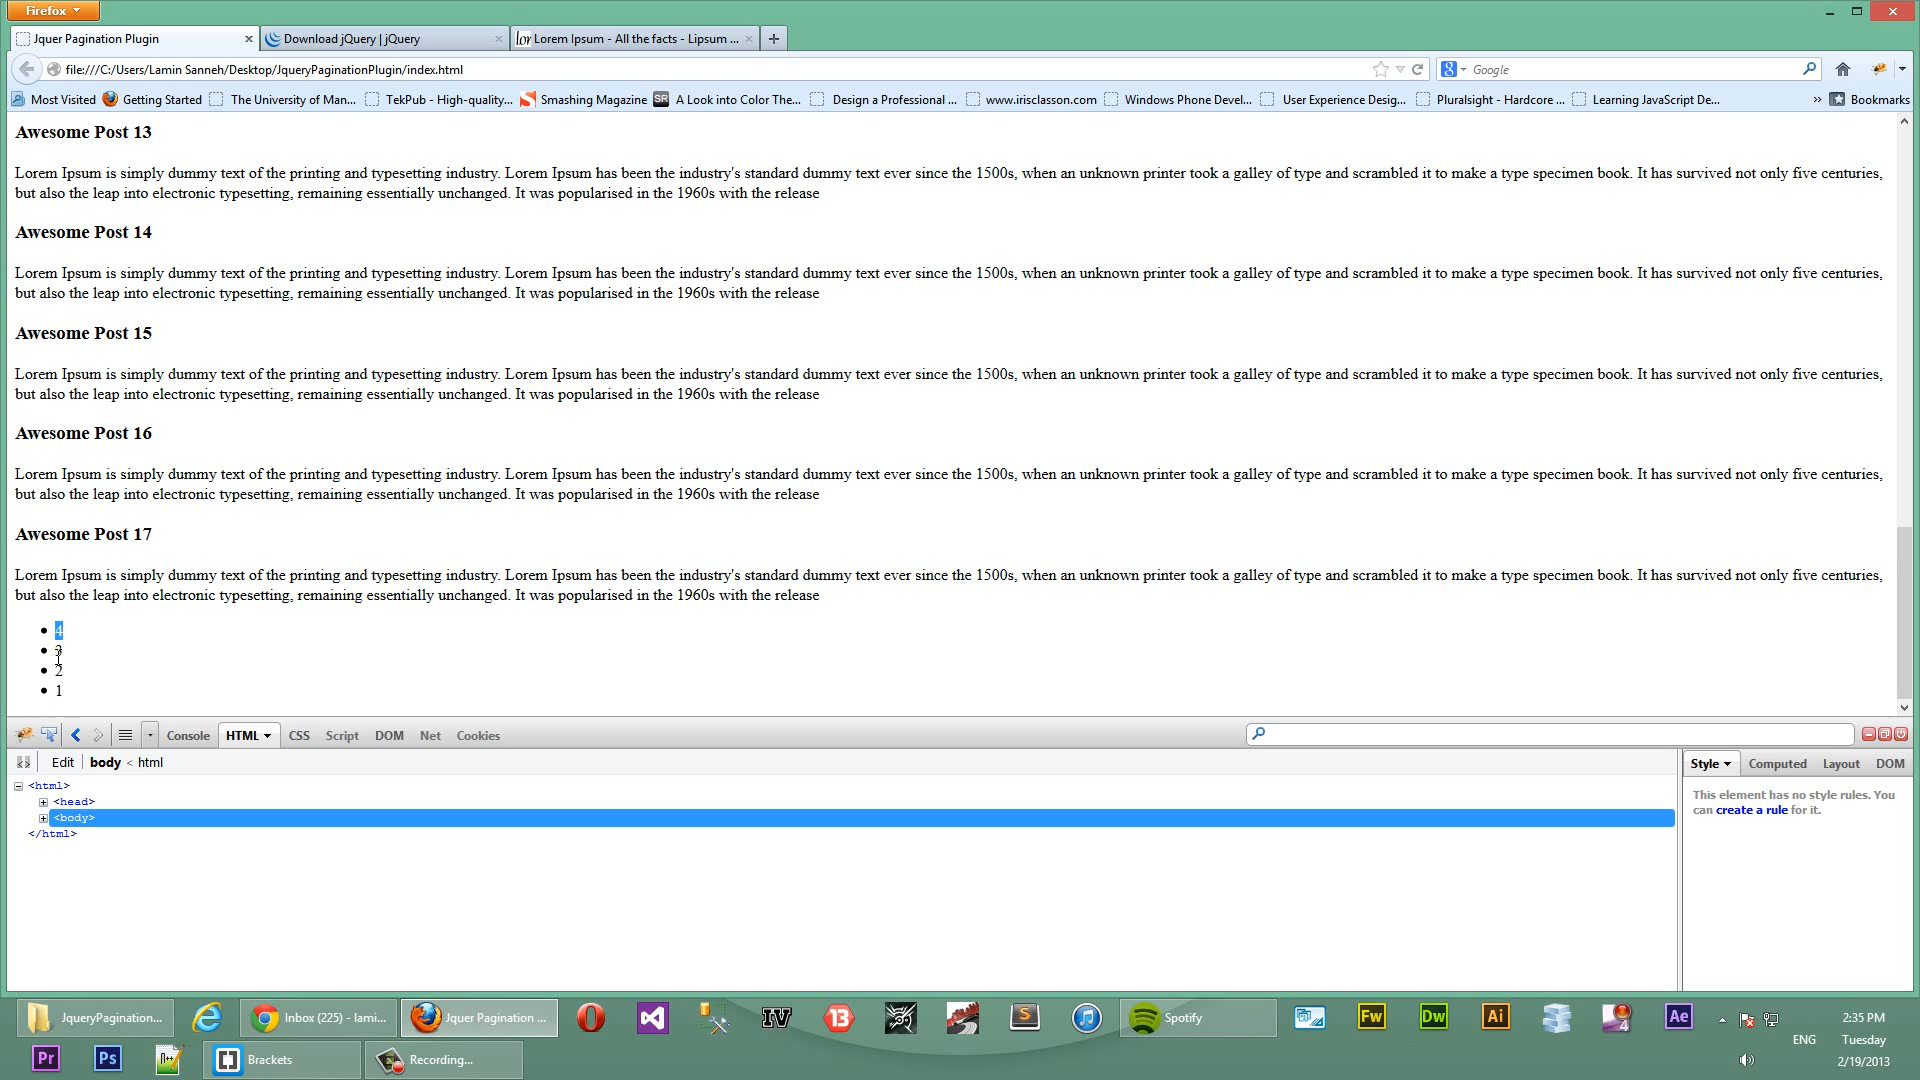 Firefox
Jquer Pagination Plugin
Download jQuery | jQuery
Lorem Ipsum - All the facts - Lipsum ...
file:///C:/Users/Lamin Sanneh/Desktop/JqueryPaginationPlugin/index.html
Google
Most Visited
Getting Started
The University of Man...
TekPub - High-quality...
Smashing Magazine
SR
A Look into Color The...
Design a Professional ...
www.irisclasson.com
Windows Phone Devel...
User Experience Desig...
Pluralsight - Hardcore ...
Learning JavaScript De...
Bookmarks
Awesome Post 13
Lorem Ipsum is simply dummy text of the printing and typesetting industry. Lorem Ipsum has been the industry's standard dummy text ever since the 1500s, when an unknown printer took a galley of type and scrambled it to make a type specimen book. It has survived not only five centuries,
but also the leap into electronic typesetting, remaining essentially unchanged. It was popularised in the 1960s with the release
Awesome Post 14
Lorem Ipsum is simply dummy text of the printing and typesetting industry. Lorem Ipsum has been the industry's standard dummy text ever since the 1500s, when an unknown printer took a galley of type and scrambled it to make a type specimen book. It has survived not only five centuries,
but also the leap into electronic typesetting, remaining essentially unchanged. It was popularised in the 1960s with the release
Awesome Post 15
Lorem Ipsum is simply dummy text of the printing and typesetting industry. Lorem Ipsum has been the industry's standard dummy text ever since the 1500s, when an unknown printer took a galley of type and scrambled it to make a type specimen book. It has survived not only five centuries,
but also the leap into electronic typesetting, remaining essentially unchanged. It was popularised in the 1960s with the release
Awesome Post 16
Lorem Ipsum is simply dummy text of the printing and typesetting industry. Lorem Ipsum has been the industry's standard dummy text ever since the 1500s, when an unknown printer took a galley of type and scrambled it to make a type specimen book. It has survived not only five centuries,
but also the leap into electronic typesetting, remaining essentially unchanged. It was popularised in the 1960s with the release
Awesome Post 17
Lorem Ipsum is simply dummy text of the printing and typesetting industry. Lorem Ipsum has been the industry's standard dummy text ever since the 1500s, when an unknown printer took a galley of type and scrambled it to make a type specimen book. It has survived not only five centuries,
but also the leap into electronic typesetting, remaining essentially unchanged. It was popularised in the 1960s with the release
• 4
• 3
• 2
• 1
Console HTML CSS Script DOM Net Cookies
Edit body < html
Style Computed Layout DOM
<html>
<head>
<body>
</html>
This element has no style rules. You
can create a rule for it.
JqueryPagination...
Inbox (225) - lami...
Jquer Pagination ...
IV
13
S
Spotify
Fw
Dw
Ai
4
Ae
ENG
2:35 PM
Tuesday
2/19/2013
Pr
Ps
Brackets
Recording...